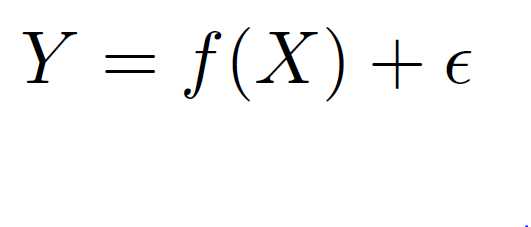 Y = f(X) + ϵ